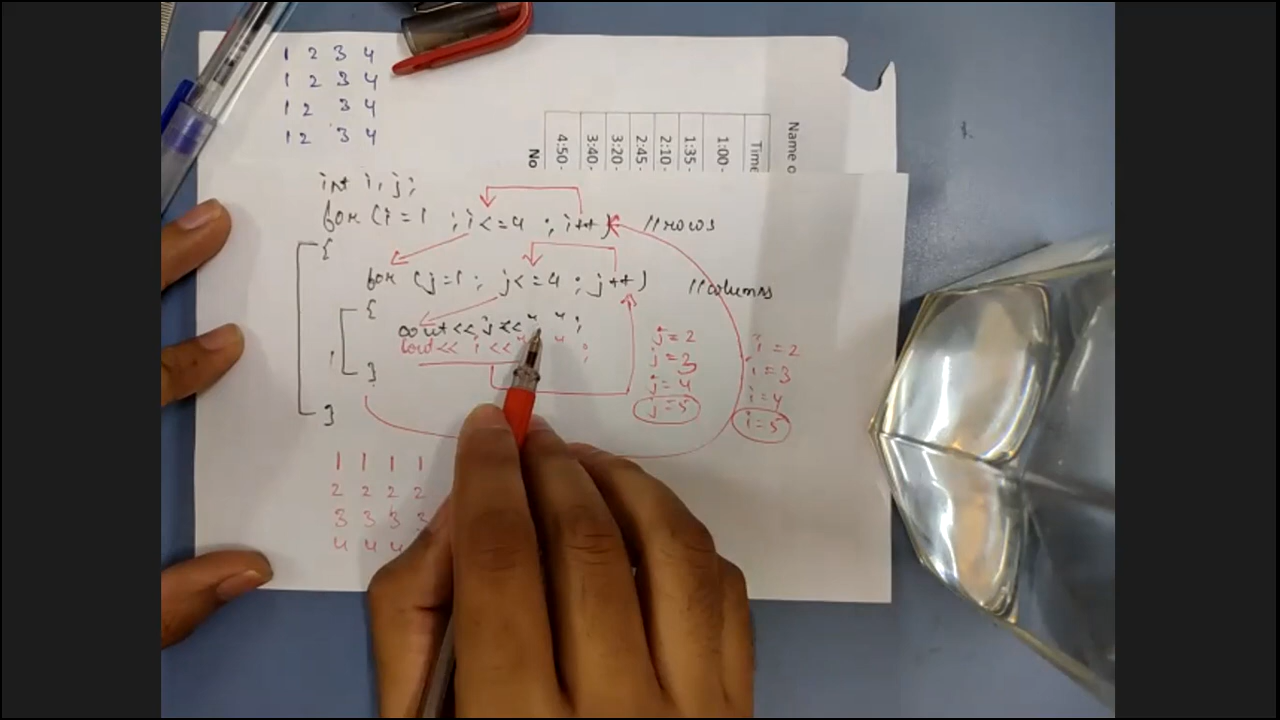 1 2 3 4
1 2 3 4
1 2 3 4
1 2 3 4
Name o
Time
1:00-
1:35-
2:10-
2:45-
3:20-
3:40-
4:50-
No
int i, j;
for (i=1 ; i<=4 ; i++) //rows
{
for (j=1 ; j<=4 ; j++) //columns
{
cout<<j<<" ";
cout<< i <<" ";
}
}
j=2
j=3
j=4
j=5
i=2
i=3
i=4
i=5
1 1 1 1
2 2 2 2
3 3 3 3
4 4 4